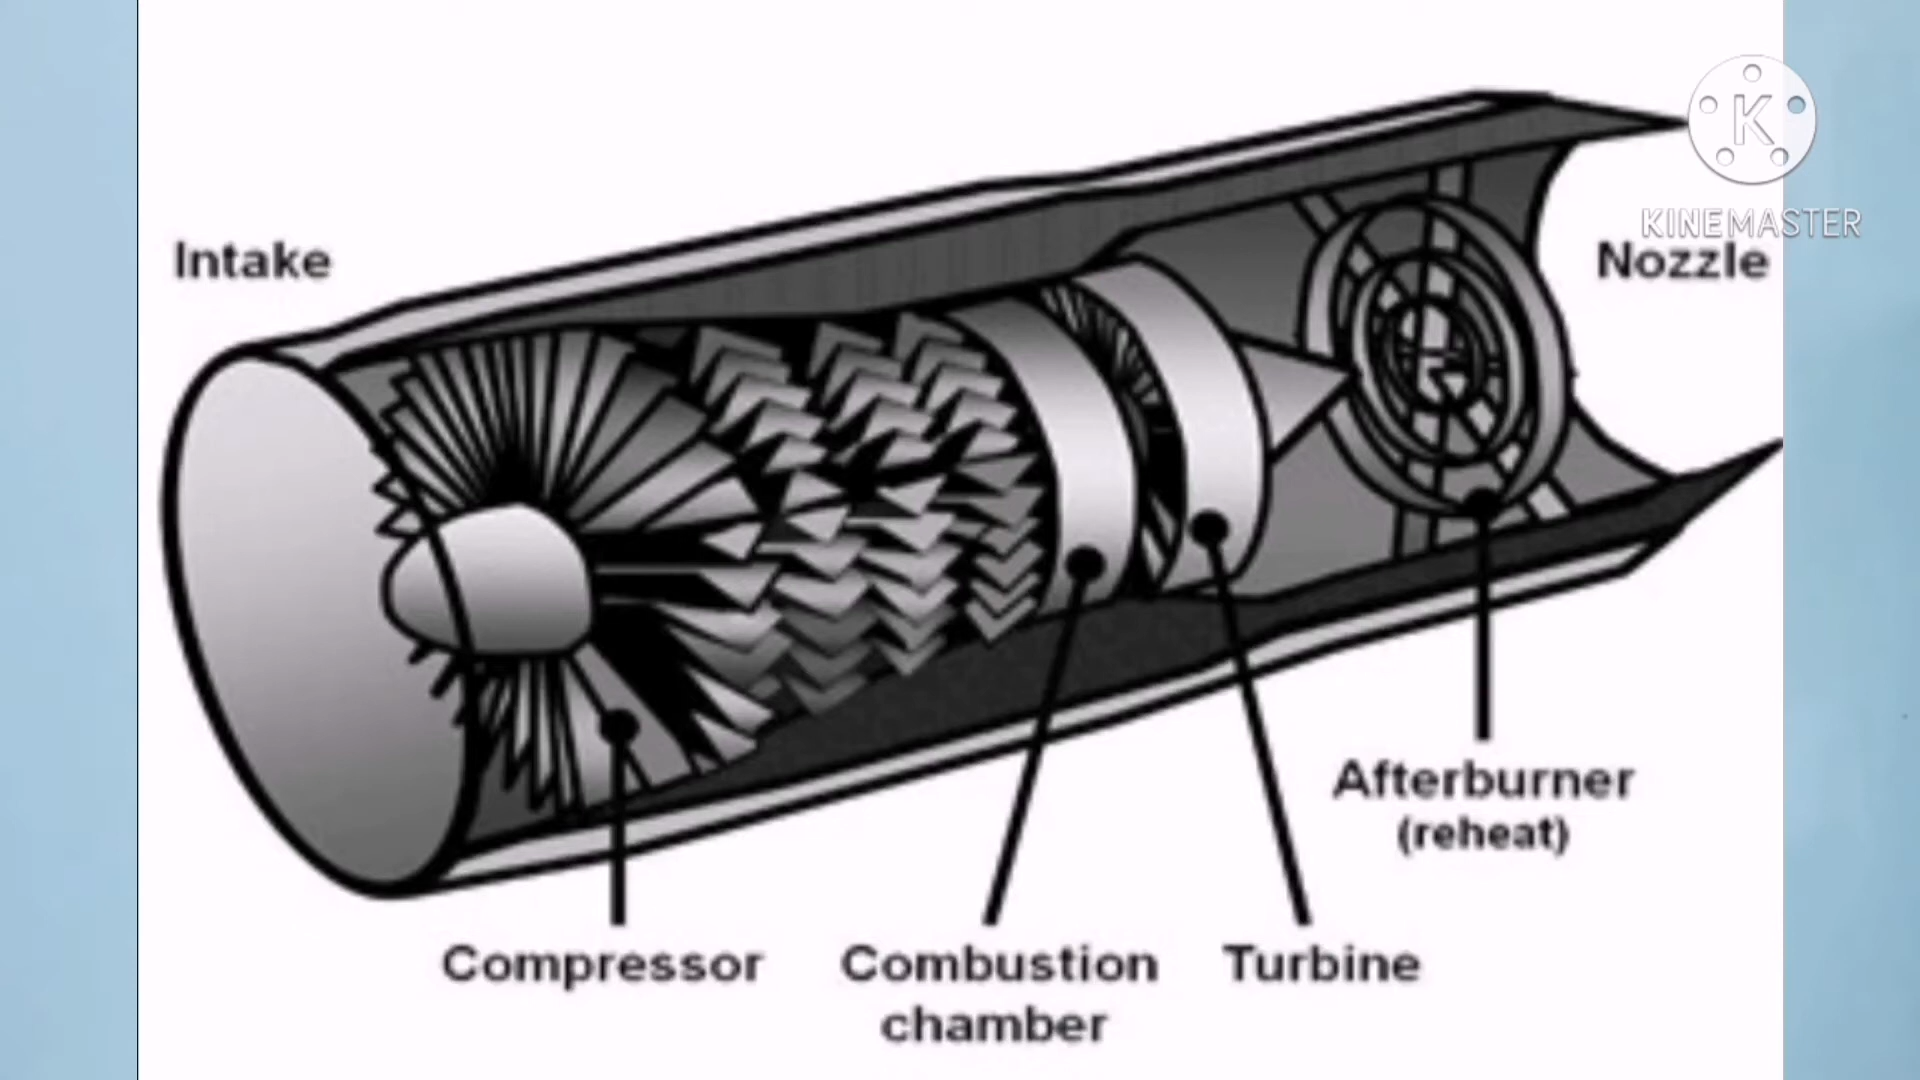 K
KINEMASTER
Intake
Nozzle
Afterburner
(reheat)
Compressor
Combustion
chamber
Turbine